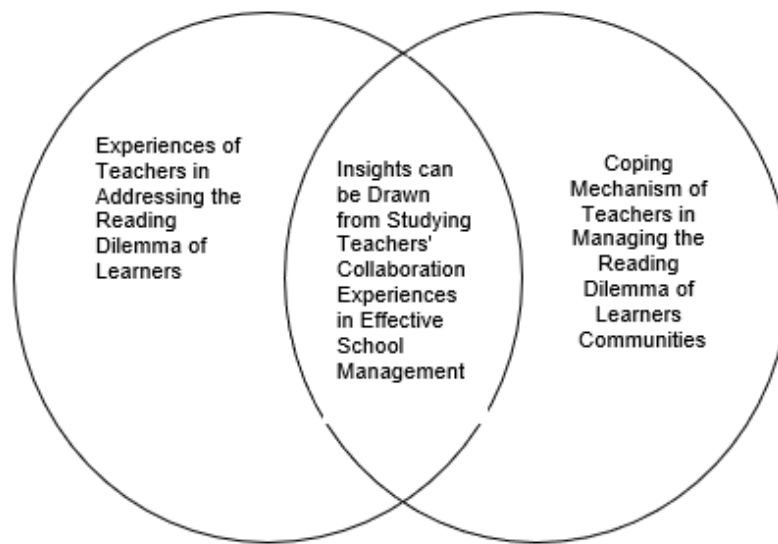 Experiences of
Teachers in
Addressing the
Reading
Dilemma of
Learners
Insights can
be Drawn
from Studying
Teachers'
Collaboration
Experiences
in Effective
School
Management
Coping
Mechanism of
Teachers in
Managing the
Reading
Dilemma of
Learners
Communities